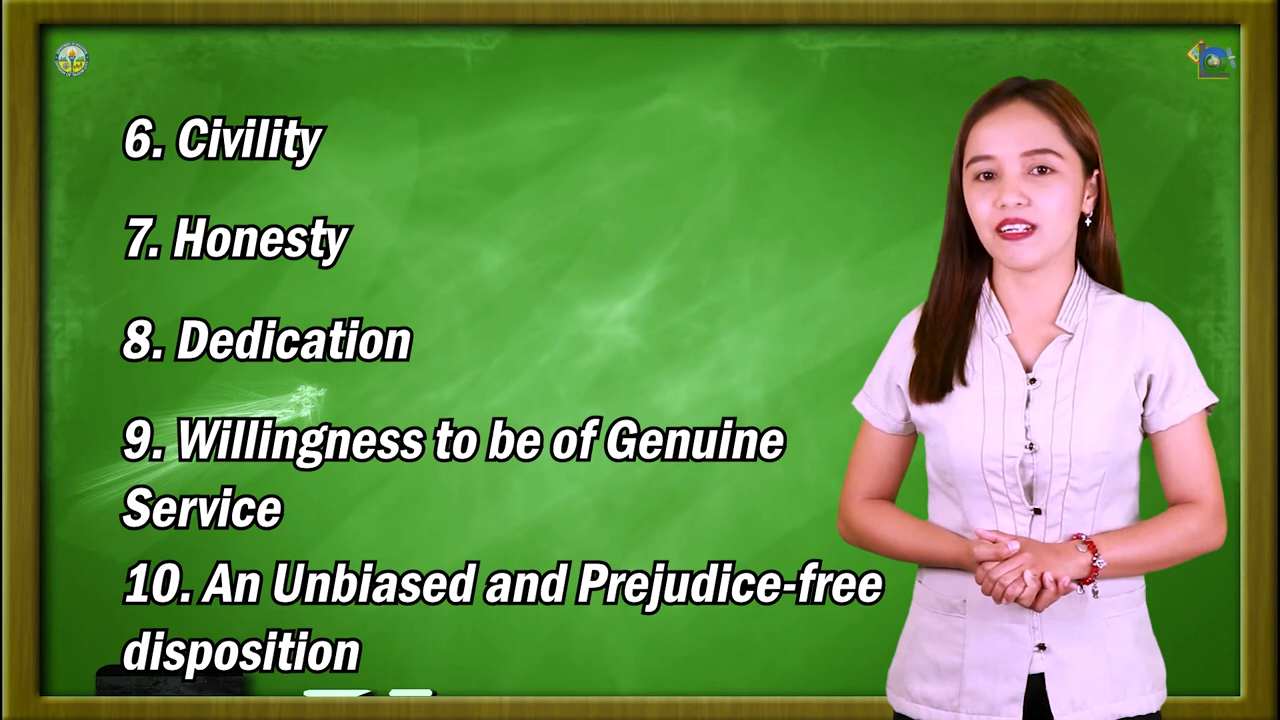 6. Civility
7. Honesty
8. Dedication
9. Willingness to be of Genuine
Service
10. An Unbiased and Prejudice-free
disposition